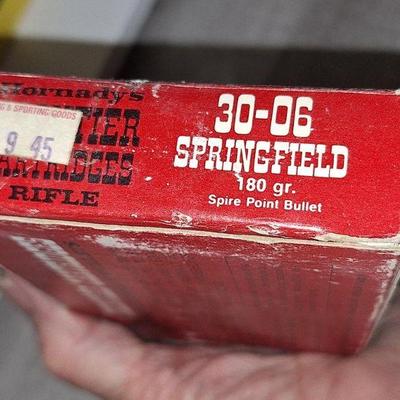 Hornady's
G & SPORTING GOODS
9 45
RIFLE
30-06
SPRINGFIELD
180 gr.
Spire Point Bullet